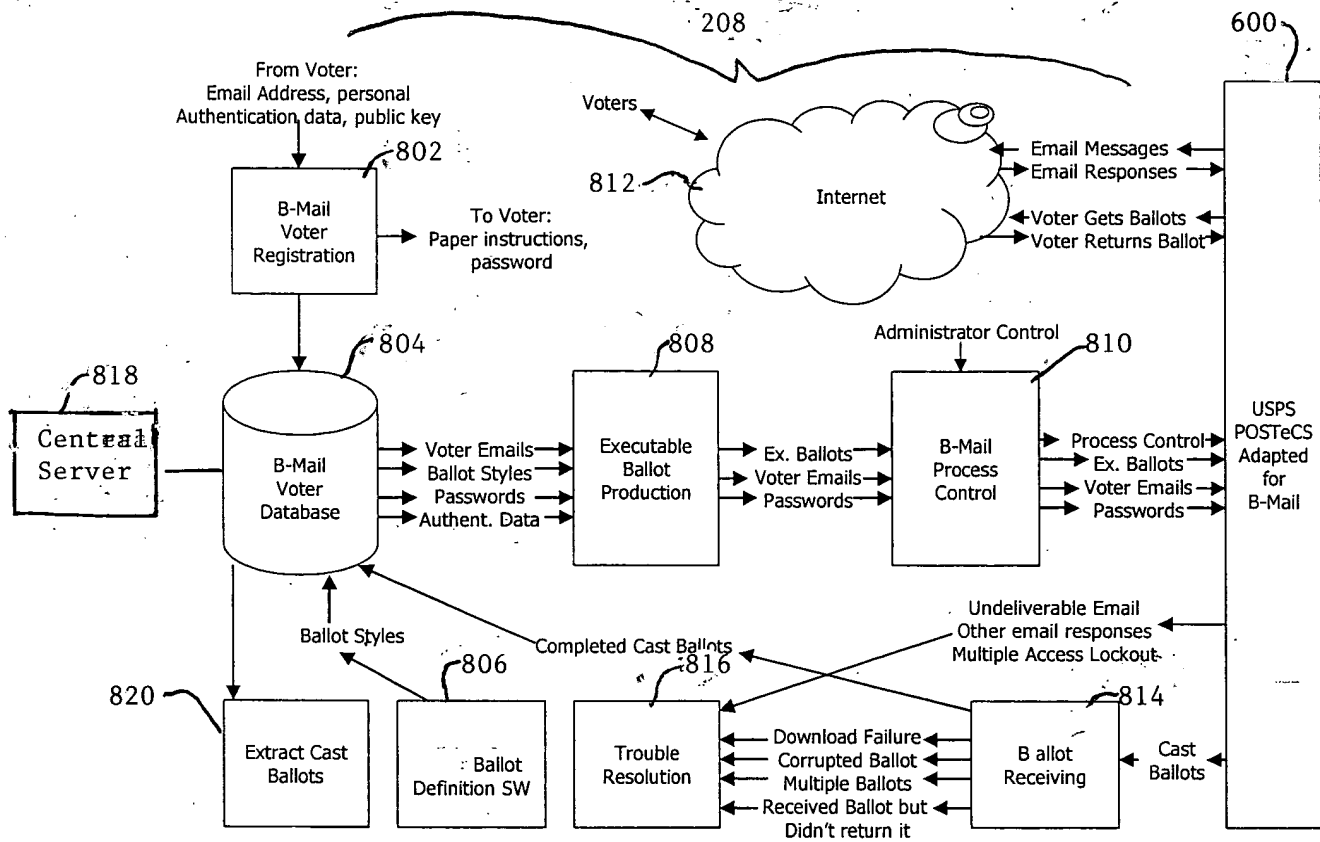 208
600
From Voter:
Email Address, personal
Authentication data, public key
802
B-Mail
Voter
Registration
To Voter:
Paper instructions,
password
Voters
812
Internet
Email Messages
Email Responses
Voter Gets Ballots
Voter Returns Ballot
818
Central
Server
804
B-Mail
Voter
Database
Voter Emails
Ballot Styles
Passwords
Authent. Data
808
Executable
Ballot
Production
Ex. Ballots
Voter Emails
Passwords
Administrator Control
810
B-Mail
Process
Control
Process Control
Ex. Ballots
Voter Emails
Passwords
USPS
POSTeCS
Adapted
for
B-Mail
Ballot Styles
Completed Cast Ballots
Undeliverable Email
Other email responses
Multiple Access Lockout
820
Extract Cast
Ballots
806
Ballot
Definition SW
816
Trouble
Resolution
Download Failure
Corrupted Ballot
Multiple Ballots
Received Ballot but
Didn't return it
814
B allot
Receiving
Cast
Ballots